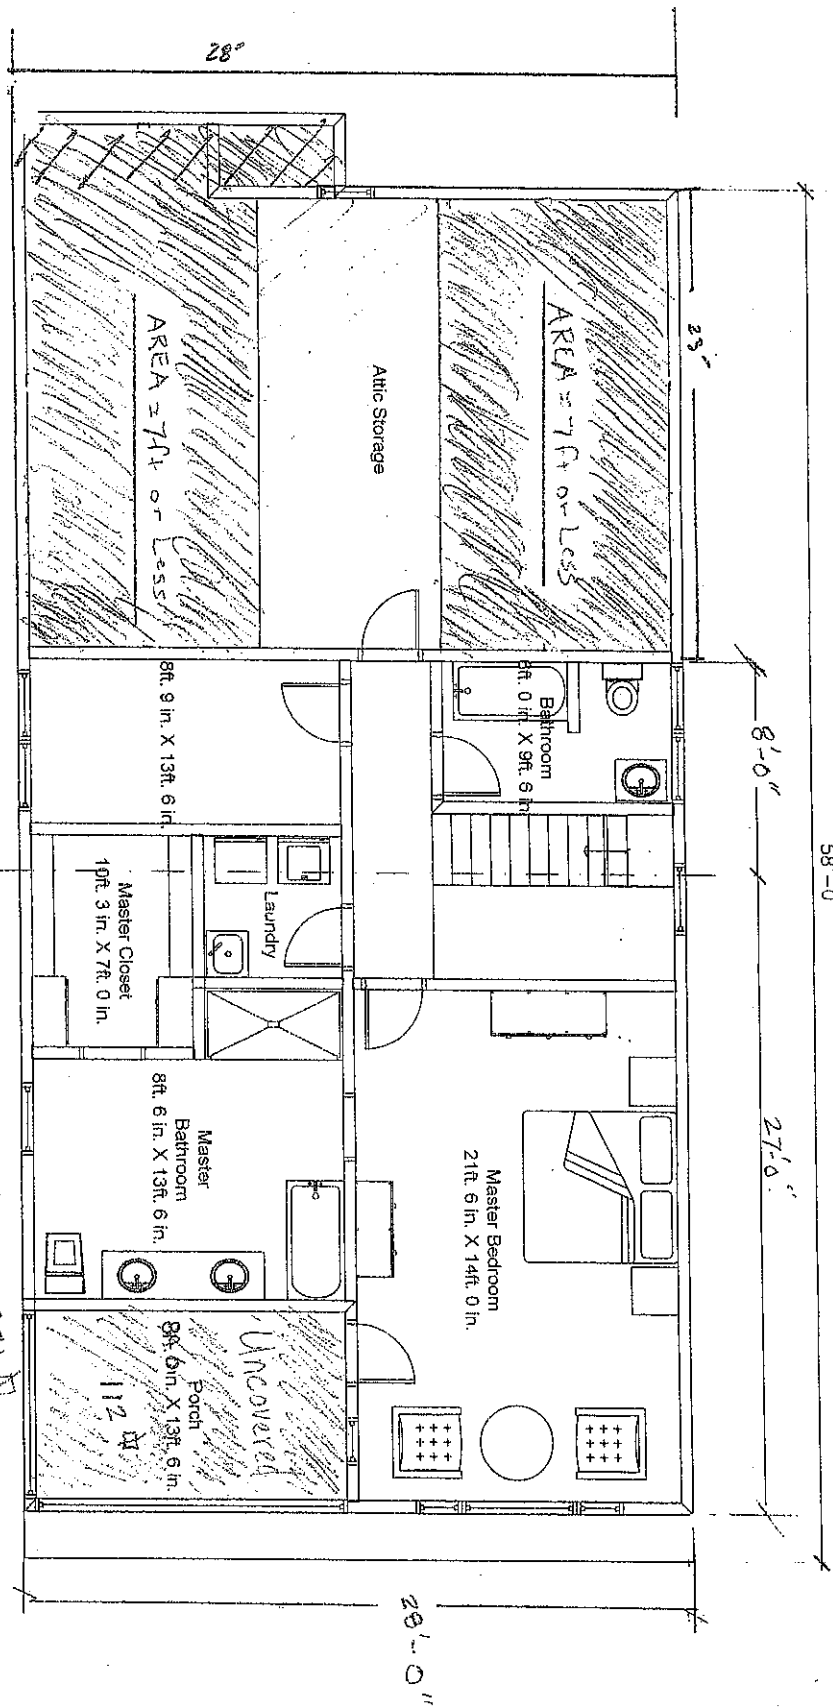 28"
58'-0
23"
8'-0"
27'-0"
28'-0"
AREA = 7ft or Less
Attic Storage
AREA = 7ft or Less
Bathroom
6ft. 0 in. X 9ft. 6 in.
8ft. 9 in. X 13ft. 6 in.
Laundry
Master Closet
10ft. 3 in. X 7ft. 0 in.
Master Bedroom
21ft. 6 in. X 14ft. 0 in.
Master
Bathroom
8ft. 6 in. X 13ft. 6 in.
Uncovered
Porch
8ft. 6in. X 13ft. 6 in.
112